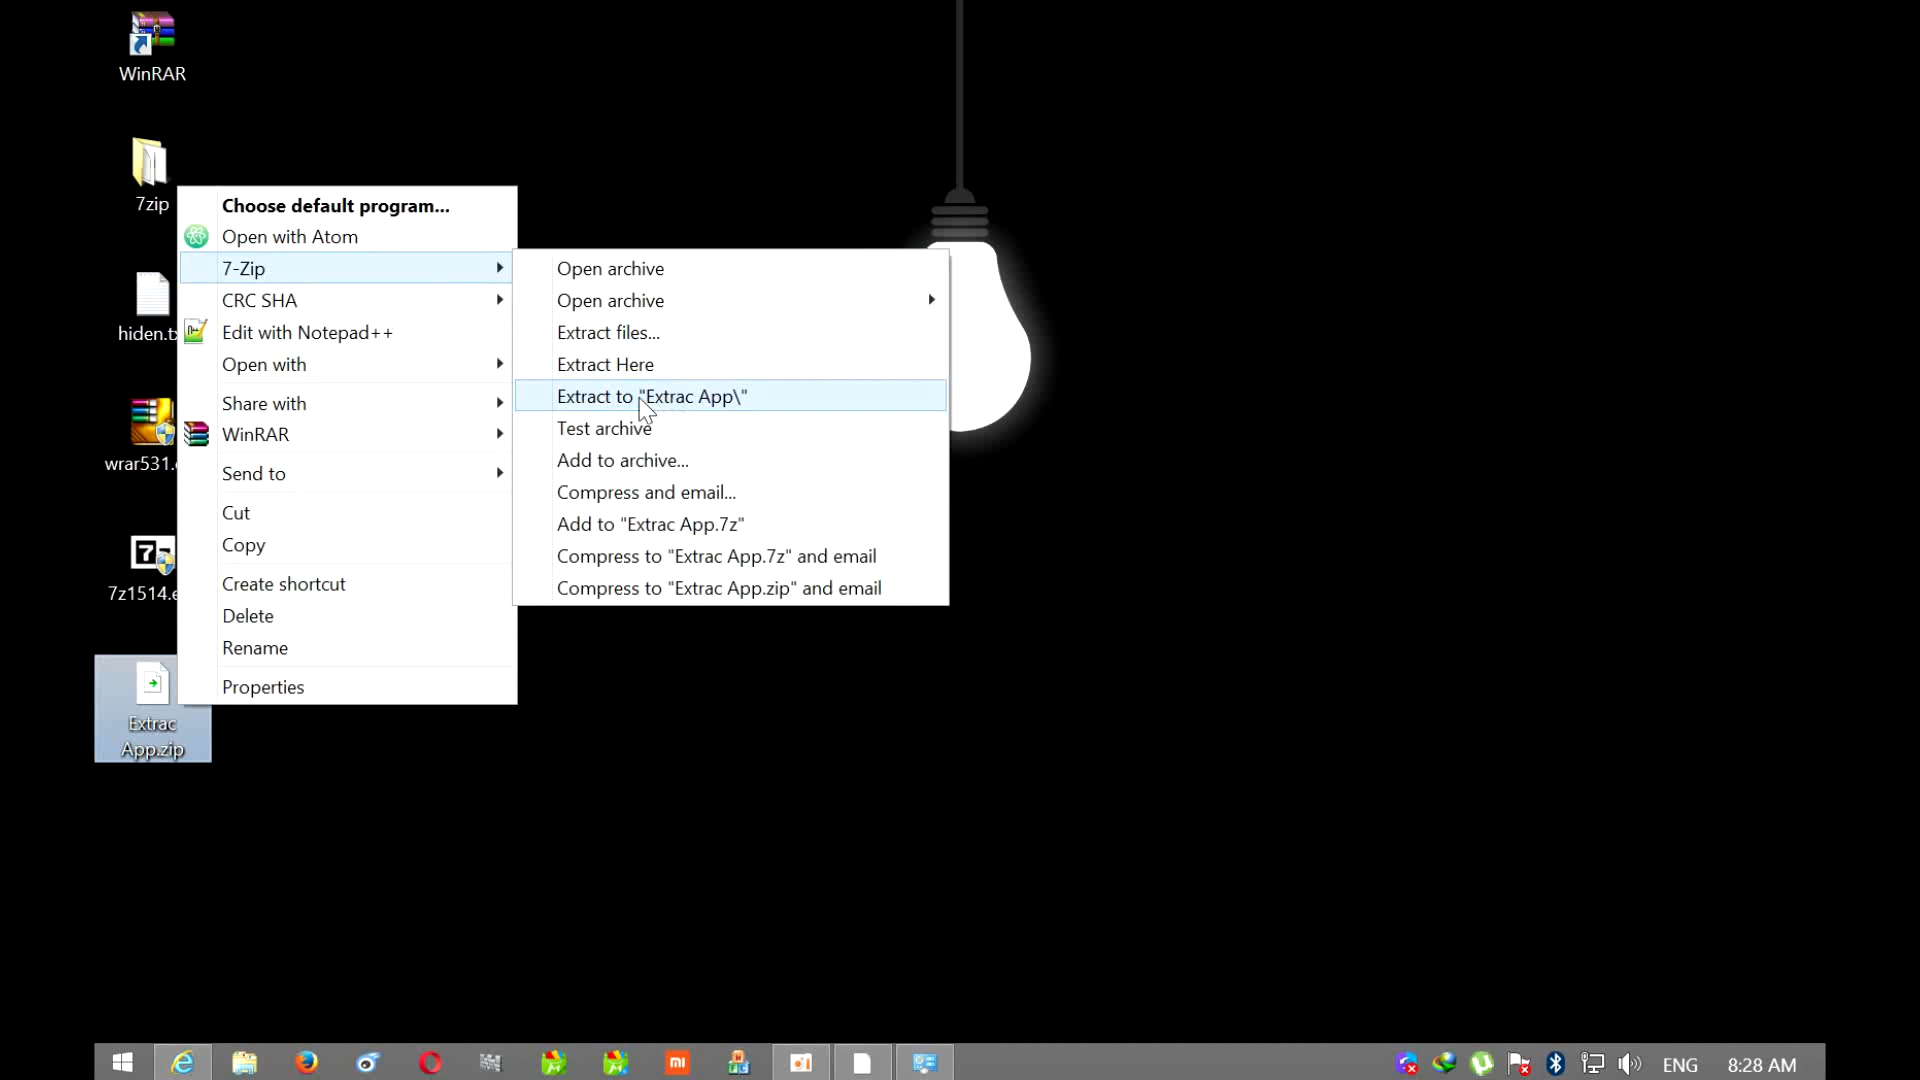 WinRAR
7zip
hiden.tx
wrar531.
7z1514.e
Extrac
App.zip
Choose default program...
Open with Atom
7-Zip
CRC SHA
Edit with Notepad++
Open with
Share with
WinRAR
Send to
Cut
Copy
Create shortcut
Delete
Rename
Properties
Open archive
Open archive
Extract files...
Extract Here
Extract to "Extrac App\"
Test archive
Add to archive...
Compress and email...
Add to "Extrac App.7z"
Compress to "Extrac App.7z" and email
Compress to "Extrac App.zip" and email
ENG
8:28 AM